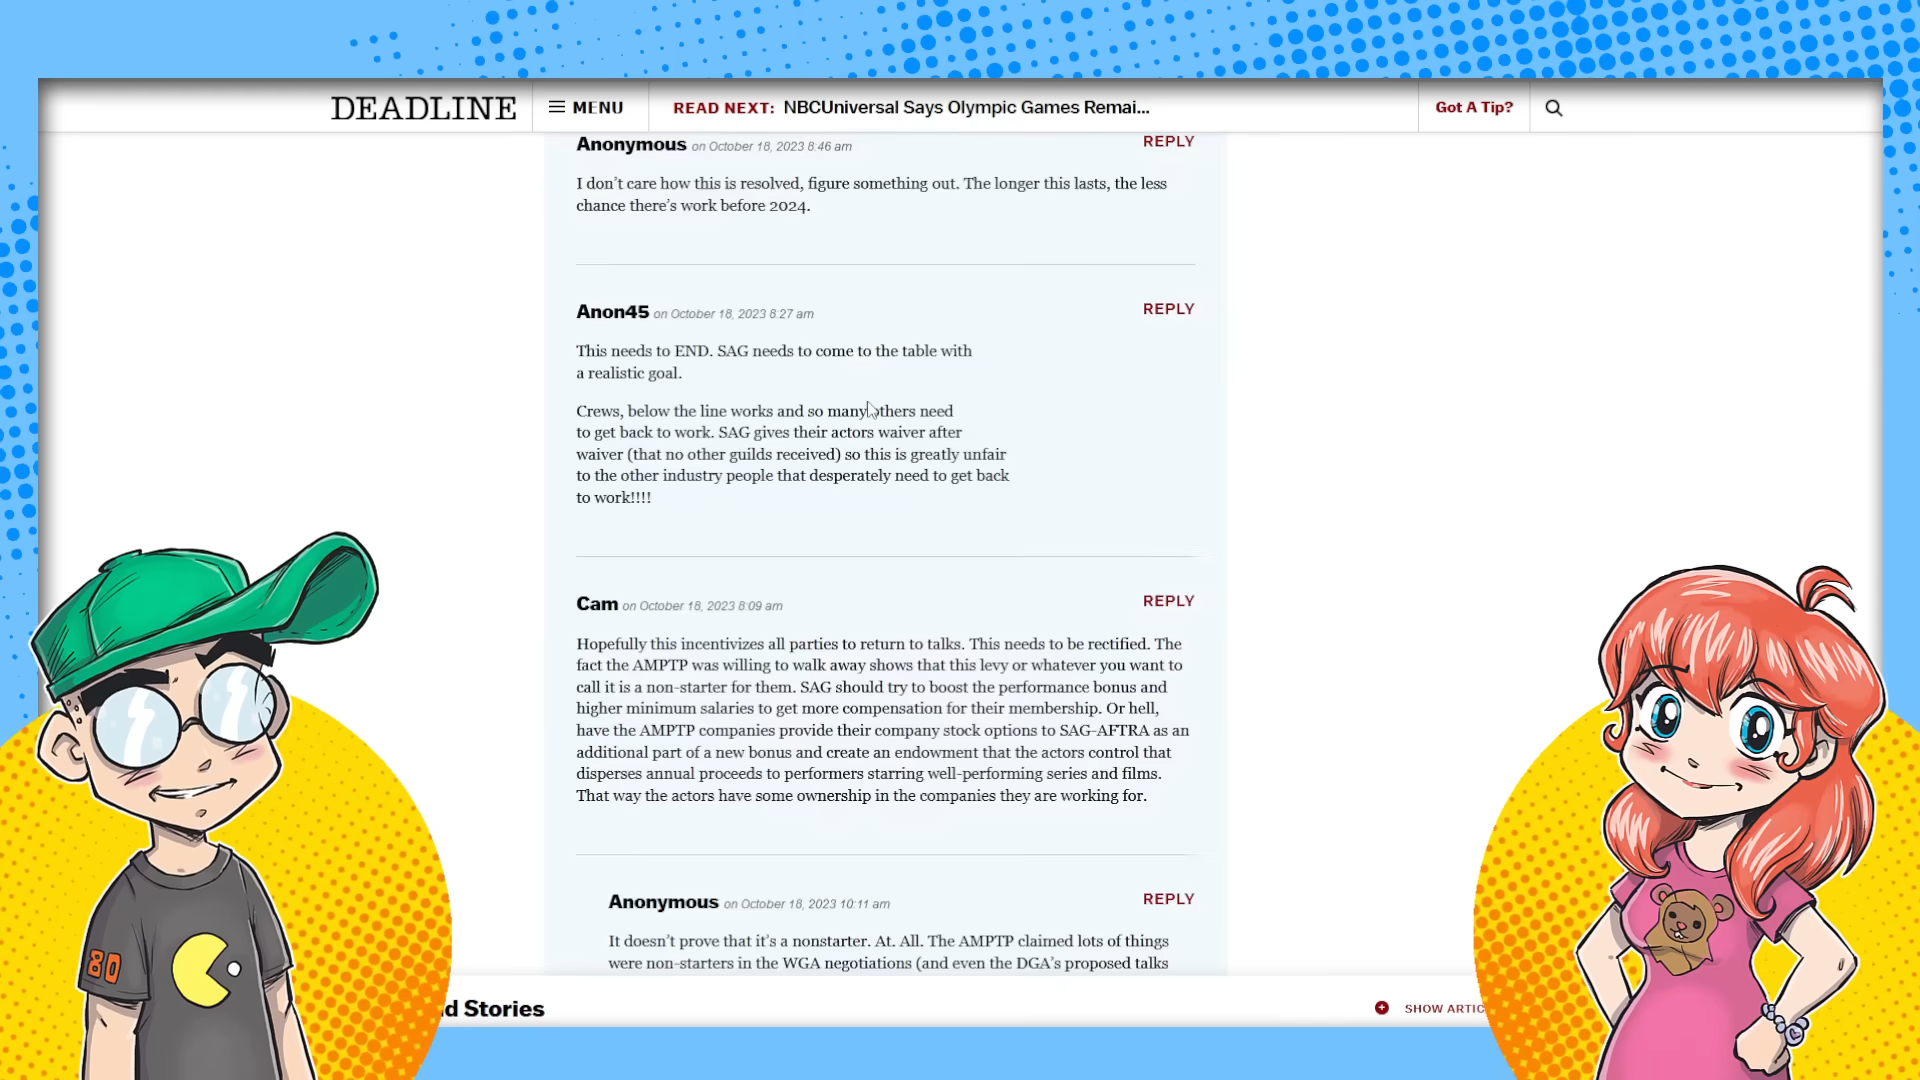 DEADLINE
MENU
READ NEXT: NBCUniversal Says Olympic Games Remai...
Got A Tip?
Anonymous on October 18, 2023 8:46 am
REPLY
I don’t care how this is resolved, figure something out. The longer this lasts, the less
chance there’s work before 2024.
Anon45 on October 18, 2023 8:27 am
REPLY
This needs to END. SAG needs to come to the table with
a realistic goal.
Crews, below the line works and so many others need
to get back to work. SAG gives their actors waiver after
waiver (that no other guilds received) so this is greatly unfair
to the other industry people that desperately need to get back
to work!!!!
Cam on October 18, 2023 8:09 am
REPLY
Hopefully this incentivizes all parties to return to talks. This needs to be rectified. The
fact the AMPTP was willing to walk away shows that this levy or whatever you want to
call it is a non-starter for them. SAG should try to boost the performance bonus and
higher minimum salaries to get more compensation for their membership. Or hell,
have the AMPTP companies provide their company stock options to SAG-AFTRA as an
additional part of a new bonus and create an endowment that the actors control that
disperses annual proceeds to performers starring well-performing series and films.
That way the actors have some ownership in the companies they are working for.
Anonymous on October 18, 2023 10:11 am
REPLY
It doesn’t prove that it’s a nonstarter. At. All. The AMPTP claimed lots of things
were non-starters in the WGA negotiations (and even the DGA’s proposed talks
d Stories
SHOW ARTIC
80